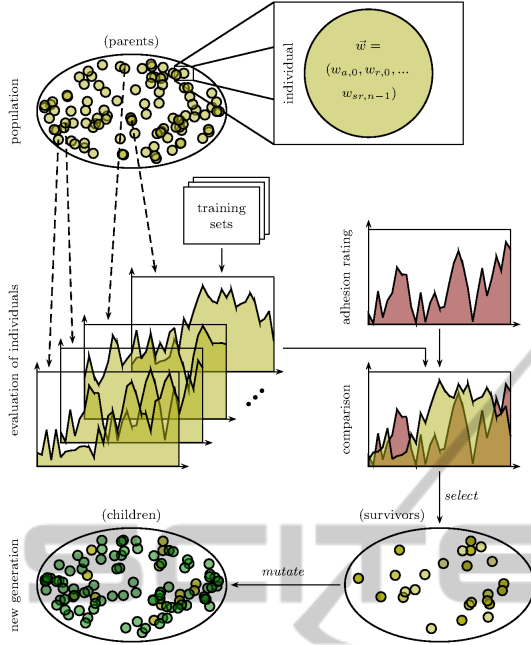 (parents)
population
individual
w⃗ =
(w_{a,0}, w_{r,0}, ...
w_{sr,n−1})
training
sets
evaluation of individuals
adhesion rating
comparison
select
(children)
(survivors)
new generation
mutate
SCITE